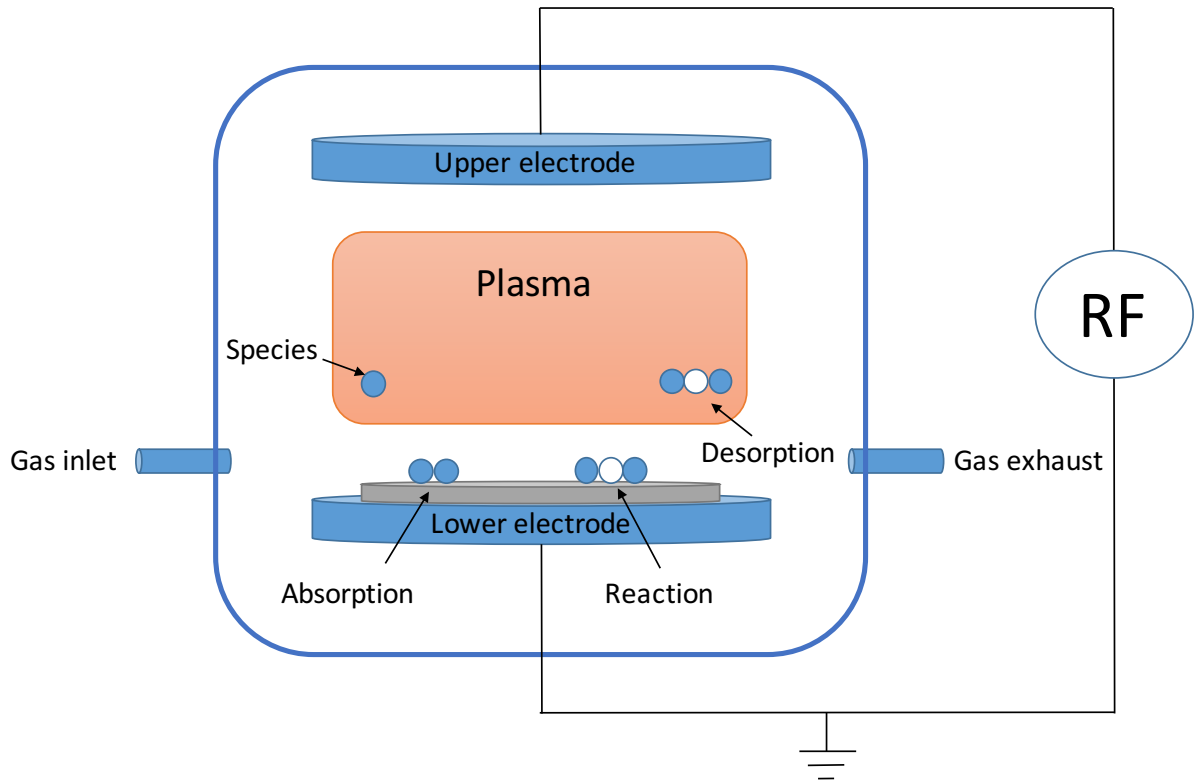 Upper electrode
Plasma
RF
Species
Desorption
Gas inlet
Gas exhaust
Lower electrode
Absorption
Reaction